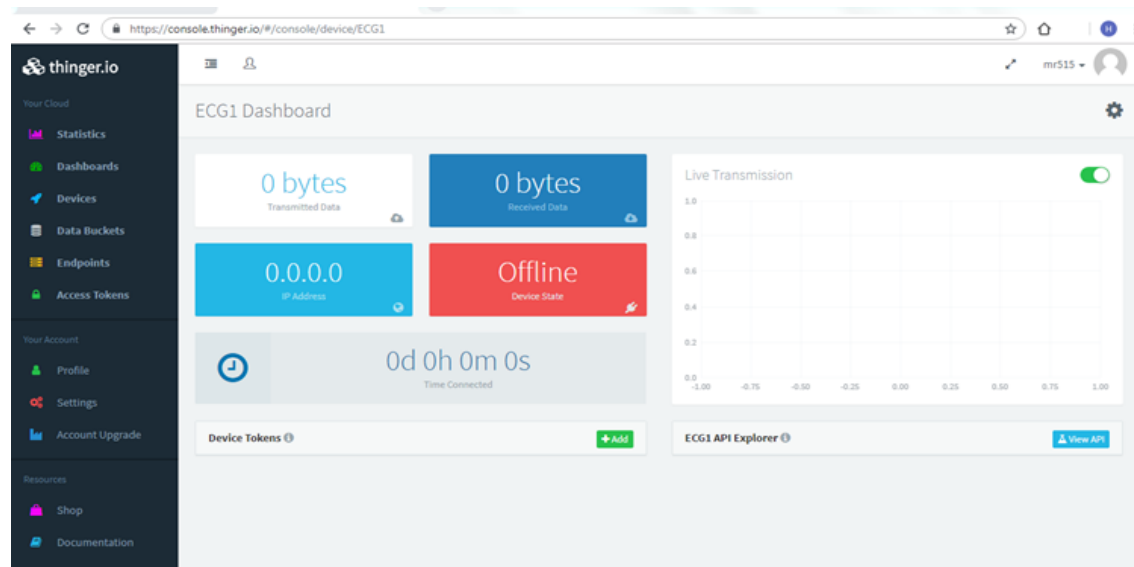 https://console.thinger.io/#/console/device/ECG1
H
thinger.io
mr515
Your Cloud
Statistics
Dashboards
Devices
Data Buckets
Endpoints
Access Tokens
Your Account
Profile
Settings
Account Upgrade
Resources
Shop
Documentation
ECG1 Dashboard
0 bytes
Transmitted Data
0 bytes
Received Data
0.0.0.0
IP Address
Offline
Device State
0d 0h 0m 0s
Time Connected
Live Transmission
1.0
0.8
0.6
0.4
0.2
0.0
-1.00 -0.75 -0.50 -0.25 0.00 0.25 0.50 0.75 1.00
Device Tokens
+Add
ECG1 API Explorer
View API